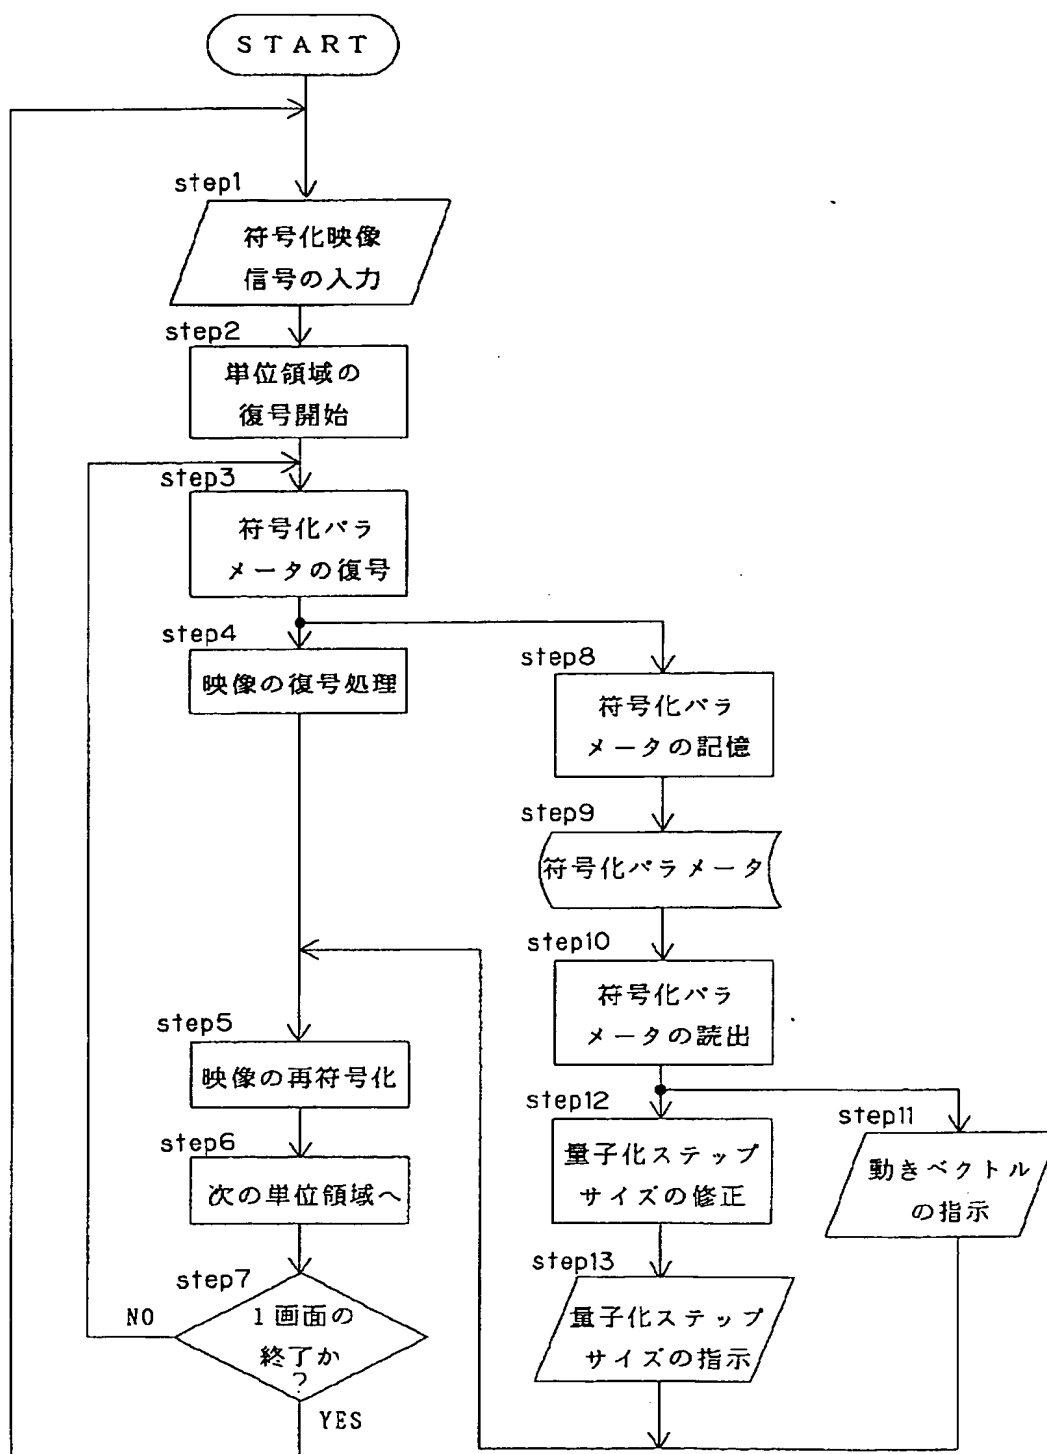 START
step1
符号化映像
信号の入力
step2
単位領域の
復号開始
step3
符号化パラ
メータの復号
step4
映像の復号処理
step8
符号化パラ
メータの記憶
step9
符号化パラメータ
step10
符号化パラ
メータの読出
step5
映像の再符号化
step12
量子化ステップ
サイズの修正
step11
動きベクトル
の指示
step6
次の単位領域へ
step13
量子化ステップ
サイズの指示
step7
1画面の
終了か
?
NO
YES